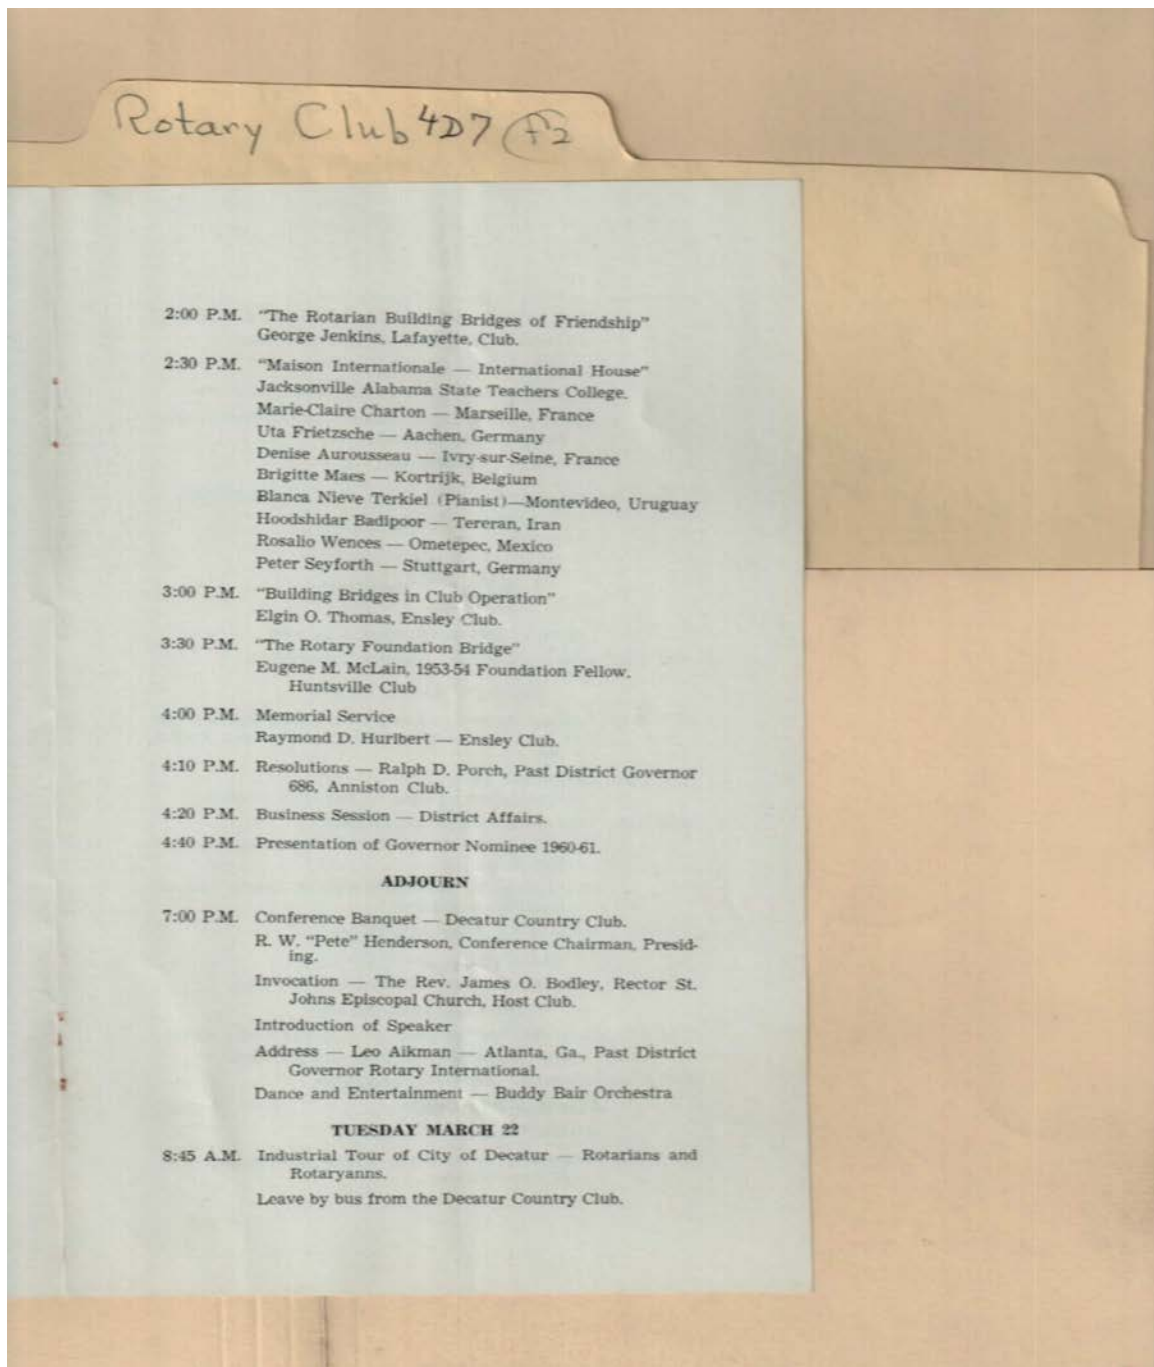 Rotary Club 4D7 F2
2:00 P.M. "The Rotarian Building Bridges of Friendship"
George Jenkins, Lafayette, Club.
2:30 P.M. "Maison Internationale — International House"
Jacksonville Alabama State Teachers College.
Marie-Claire Charton — Marseille, France
Uta Frietzsche — Aachen, Germany
Denise Aurousseau — Ivry-sur-Seine, France
Brigitte Maes — Kortrijk, Belgium
Blanca Nieve Terkiel (Pianist)—Montevideo, Uruguay
Hoodshidar Badipoor — Tereran, Iran
Rosalio Wences — Ometepec, Mexico
Peter Seyforth — Stuttgart, Germany
3:00 P.M. "Building Bridges in Club Operation"
Elgin O. Thomas, Ensley Club.
3:30 P.M. "The Rotary Foundation Bridge"
Eugene M. McLain, 1953-54 Foundation Fellow.
Huntsville Club
4:00 P.M. Memorial Service
Raymond D. Hurlbert — Ensley Club.
4:10 P.M. Resolutions — Ralph D. Porch, Past District Governor
686, Anniston Club.
4:20 P.M. Business Session — District Affairs.
4:40 P.M. Presentation of Governor Nominee 1960-61.
ADJOURN
7:00 P.M. Conference Banquet — Decatur Country Club.
R. W. "Pete" Henderson, Conference Chairman, Presid-
ing.
Invocation — The Rev. James O. Bodley, Rector St.
Johns Episcopal Church, Host Club.
Introduction of Speaker
Address — Leo Aikman — Atlanta, Ga., Past District
Governor Rotary International.
Dance and Entertainment — Buddy Bair Orchestra
TUESDAY MARCH 22
8:45 A.M. Industrial Tour of City of Decatur — Rotarians and
Rotaryanns.
Leave by bus from the Decatur Country Club.